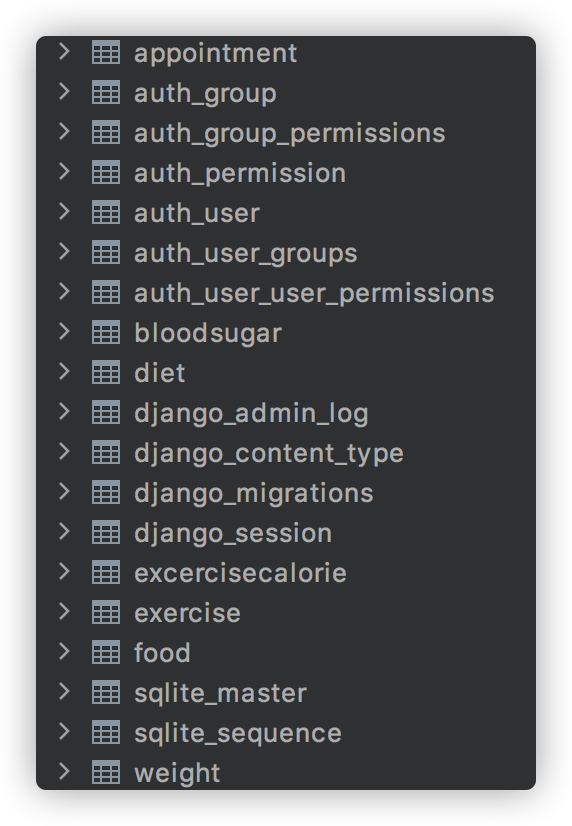 appointment
auth_group
auth_group_permissions
auth_permission
auth_user
auth_user_groups
auth_user_user_permissions
bloodsugar
diet
django_admin_log
django_content_type
django_migrations
django_session
excercisecalorie
exercise
food
sqlite_master
sqlite_sequence
weight